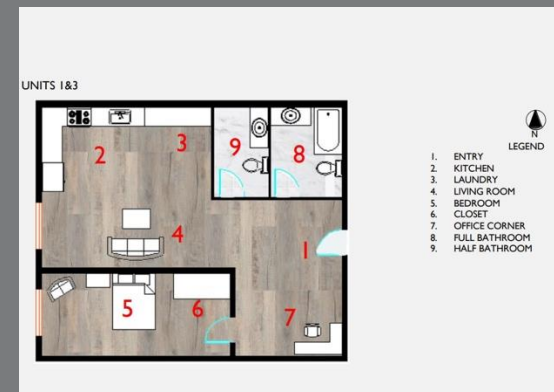 UNITS 1&3
2
3
9
8
4
1
5
6
7
N
LEGEND
1. ENTRY
2. KITCHEN
3. LAUNDRY
4. LIVING ROOM
5. BEDROOM
6. CLOSET
7. OFFICE CORNER
8. FULL BATHROOM
9. HALF BATHROOM